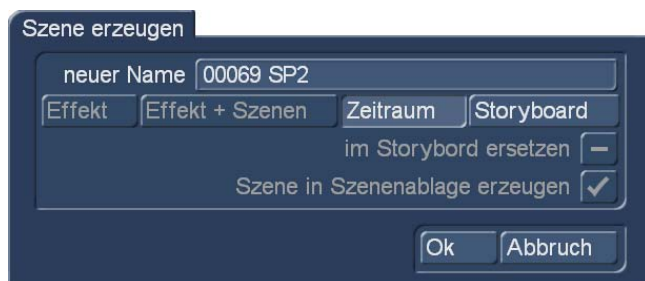 Szene erzeugen
neuer Name 00069 SP2
Effekt Effekt + Szenen Zeitraum Storyboard
im Storybord ersetzen
Szene in Szenenablage erzeugen
Ok Abbruch